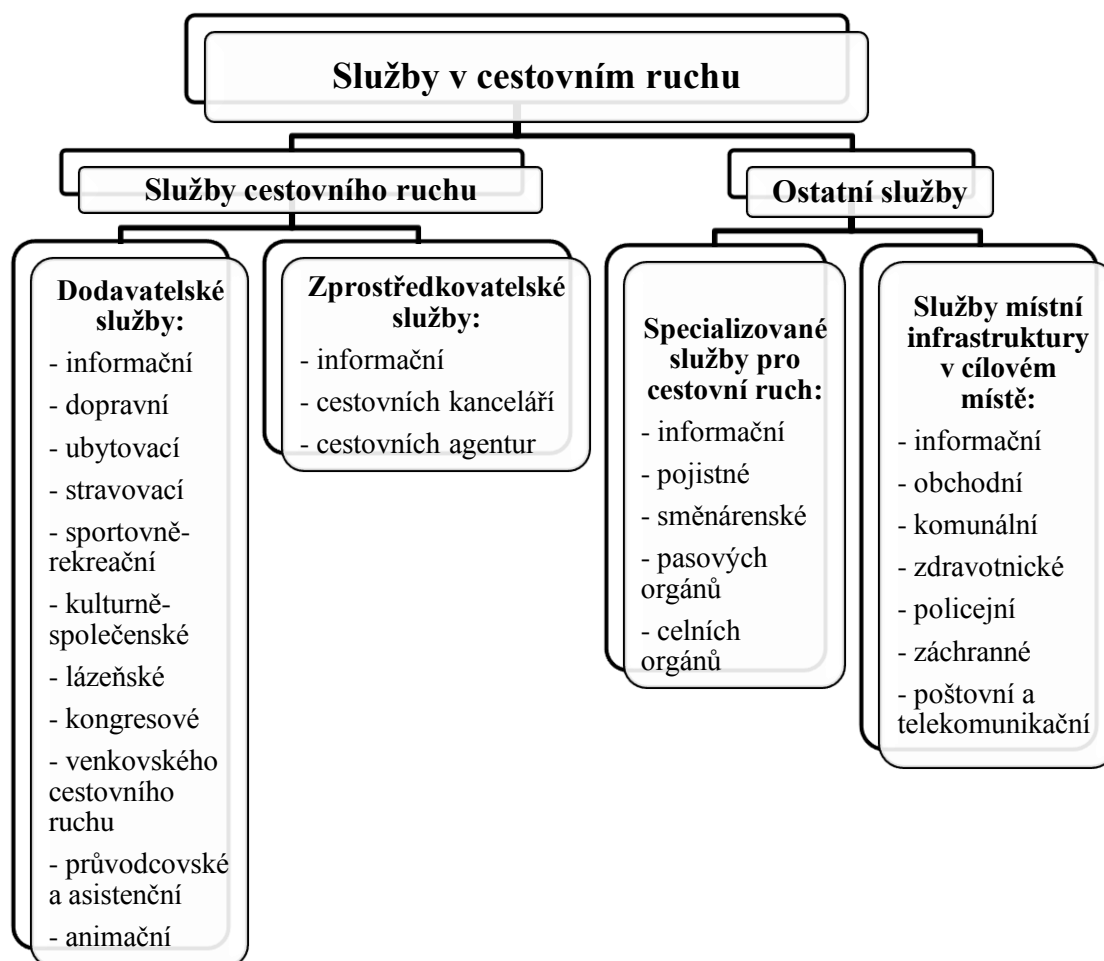 Služby v cestovním ruchu
Služby cestovního ruchu
Ostatní služby
Dodavatelské
služby:
- informační
- dopravní
- ubytovací
- stravovací
- sportovně-
rekreační
- kulturně-
společenské
- lázeňské
- kongresové
- venkovského
cestovního
ruchu
- průvodcovské
a asistenční
- animační
Zprostředkovatelské
služby:
- informační
- cestovních kanceláří
- cestovních agentur
Specializované
služby pro
cestovní ruch:
- informační
- pojistné
- směnárenské
- pasových
orgánů
- celních
orgánů
Služby místní
infrastruktury
v cílovém
místě:
- informační
- obchodní
- komunální
- zdravotnické
- policejní
- záchranné
- poštovní a
telekomunikační